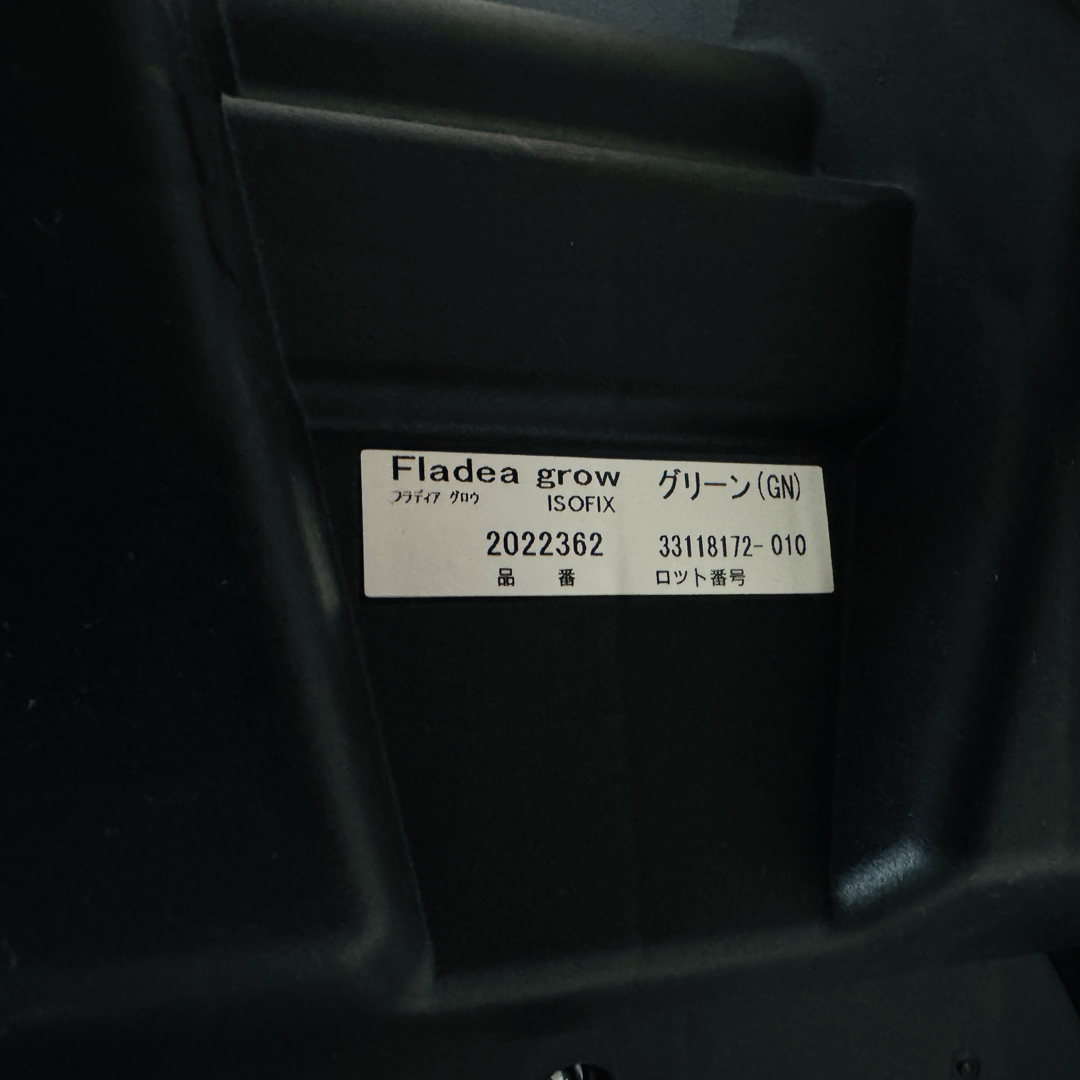 Fladea grow グリーン(GN)
フラディア グロウ ISOFIX
2022362 33118172-010
品 番 ロット番号